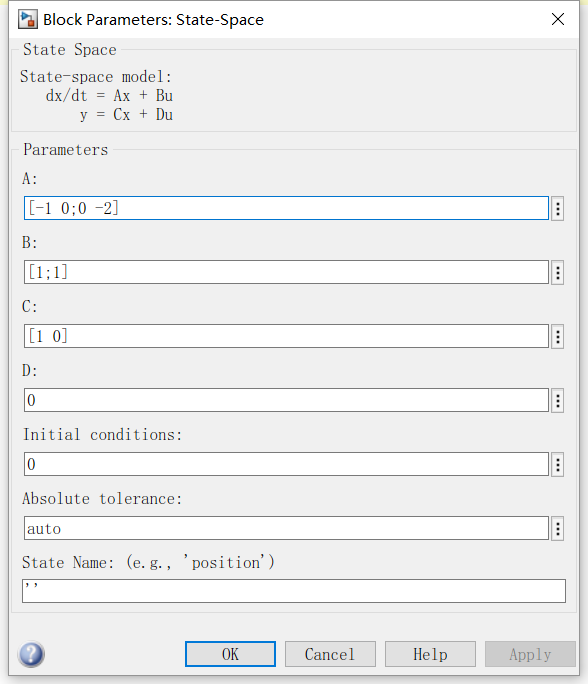 Block Parameters: State-Space
State Space
State-space model:
dx/dt = Ax + Bu
y = Cx + Du
Parameters
A:
[-1 0;0 -2]
B:
[1;1]
C:
[1 0]
D:
0
Initial conditions:
0
Absolute tolerance:
auto
State Name: (e.g., 'position')
''
OK
Cancel
Help
Apply